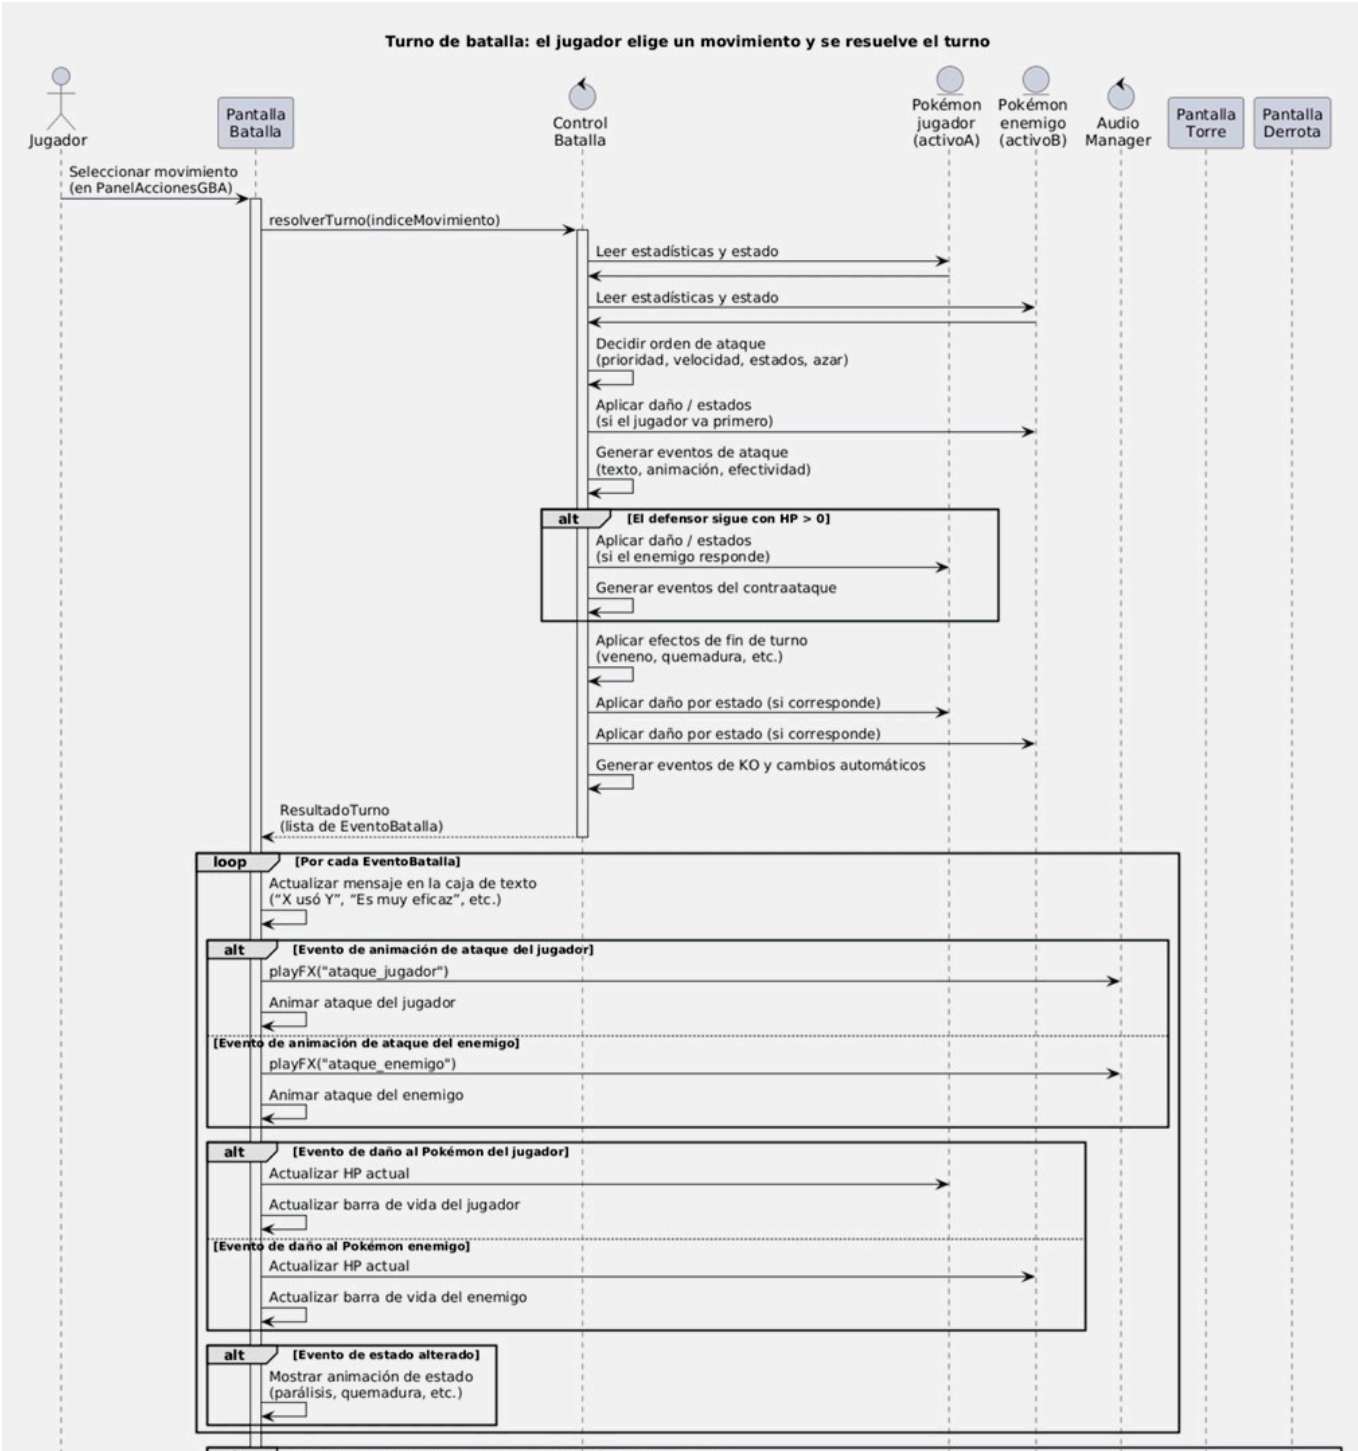 Turno de batalla: el jugador elige un movimiento y se resuelve el turno
Jugador
Pantalla
Batalla
Control
Batalla
Pokémon
jugador
(activoA)
Pokémon
enemigo
(activoB)
Audio
Manager
Pantalla
Torre
Pantalla
Derrota
Seleccionar movimiento
(en PanelAccionesGBA)
resolverTurno(indiceMovimiento)
Leer estadísticas y estado
Leer estadísticas y estado
Decidir orden de ataque
(prioridad, velocidad, estados, azar)
Aplicar daño / estados
(si el jugador va primero)
Generar eventos de ataque
(texto, animación, efectividad)
alt [El defensor sigue con HP > 0]
Aplicar daño / estados
(si el enemigo responde)
Generar eventos del contraataque
Aplicar efectos de fin de turno
(veneno, quemadura, etc.)
Aplicar daño por estado (si corresponde)
Aplicar daño por estado (si corresponde)
Generar eventos de KO y cambios automáticos
ResultadoTurno
(lista de EventoBatalla)
loop [Por cada EventoBatalla]
Actualizar mensaje en la caja de texto
(“X usó Y”, “Es muy eficaz”, etc.)
alt [Evento de animación de ataque del jugador]
playFX("ataque_jugador")
Animar ataque del jugador
[Evento de animación de ataque del enemigo]
playFX("ataque_enemigo")
Animar ataque del enemigo
alt [Evento de daño al Pokémon del jugador]
Actualizar HP actual
Actualizar barra de vida del jugador
[Evento de daño al Pokémon enemigo]
Actualizar HP actual
Actualizar barra de vida del enemigo
alt [Evento de estado alterado]
Mostrar animación de estado
(parálisis, quemadura, etc.)